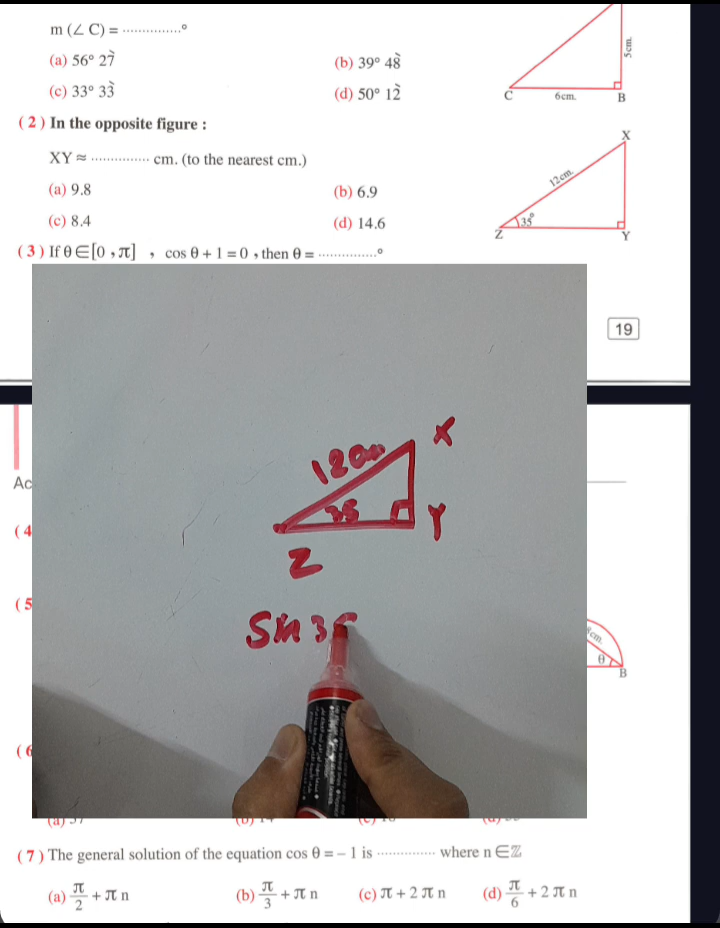 m (∠ C) = ...............°
(a) 56° 27̀
(b) 39° 48̀
(c) 33° 33̀
(d) 50° 12̀
5cm.
C
6cm.
B
( 2 ) In the opposite figure :
XY ≈ ............... cm. (to the nearest cm.)
(a) 9.8
(b) 6.9
(c) 8.4
(d) 14.6
X
12cm.
35°
Z
Y
( 3 ) If θ ∈ [0 , π] , cos θ + 1 = 0 , then θ = ...............°
19
12cm
X
35
Y
Z
Sin 35
Ac
( 4
( 5
cm.
θ
B
( 6
( 7 ) The general solution of the equation cos θ = – 1 is ............... where n ∈ ℤ
(a) π/2 + π n
(b) π/3 + π n
(c) π + 2 π n
(d) π/6 + 2 π n